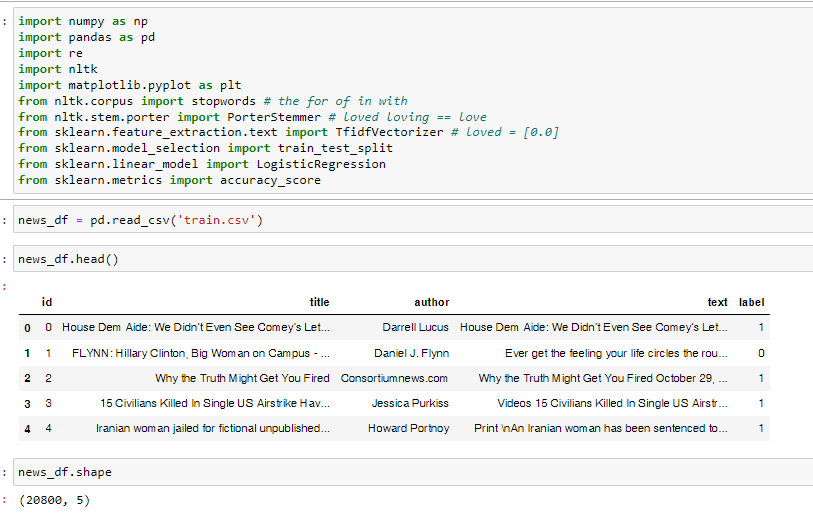 : import numpy as np
import pandas as pd
import re
import nltk
import matplotlib.pyplot as plt
from nltk.corpus import stopwords # the for of in with
from nltk.stem.porter import PorterStemmer # loved loving == love
from sklearn.feature_extraction.text import TfidfVectorizer # loved = [0.0]
from sklearn.model_selection import train_test_split
from sklearn.linear_model import LogisticRegression
from sklearn.metrics import accuracy_score
: news_df = pd.read_csv('train.csv')
: news_df.head()
:
id title author text label
0 0 House Dem Aide: We Didn't Even See Comey's Let... Darrell Lucus House Dem Aide: We Didn't Even See Comey's Let... 1
1 1 FLYNN: Hillary Clinton, Big Woman on Campus - ... Daniel J. Flynn Ever get the feeling your life circles the rou... 0
2 2 Why the Truth Might Get You Fired Consortiumnews.com Why the Truth Might Get You Fired October 29, ... 1
3 3 15 Civilians Killed In Single US Airstrike Hav... Jessica Purkiss Videos 15 Civilians Killed In Single US Airstr... 1
4 4 Iranian woman jailed for fictional unpublished... Howard Portnoy Print \nAn Iranian woman has been sentenced to... 1
: news_df.shape
: (20800, 5)